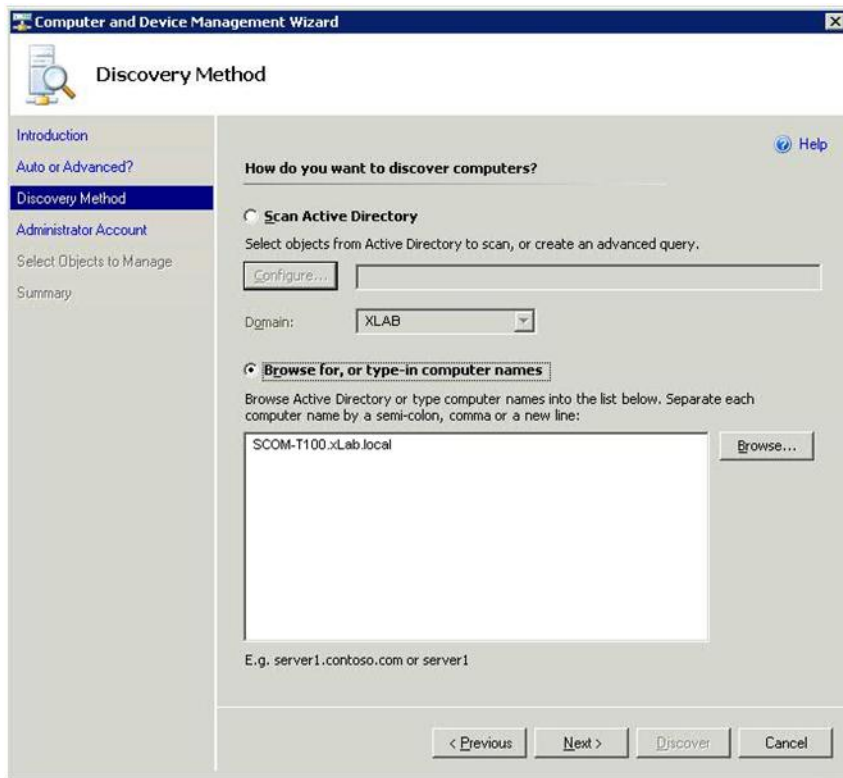 Computer and Device Management Wizard
Discovery Method
Introduction
Auto or Advanced?
Discovery Method
Administrator Account
Select Objects to Manage
Summary
Help
How do you want to discover computers?
Scan Active Directory
Select objects from Active Directory to scan, or create an advanced query.
Configure...
Domain:
XLAB
Browse for, or type-in computer names
Browse Active Directory or type computer names into the list below. Separate each
computer name by a semi-colon, comma or a new line:
SCOM-T100.xLab.local
Browse...
E.g. server1.contoso.com or server1
< Previous
Next >
Discover
Cancel